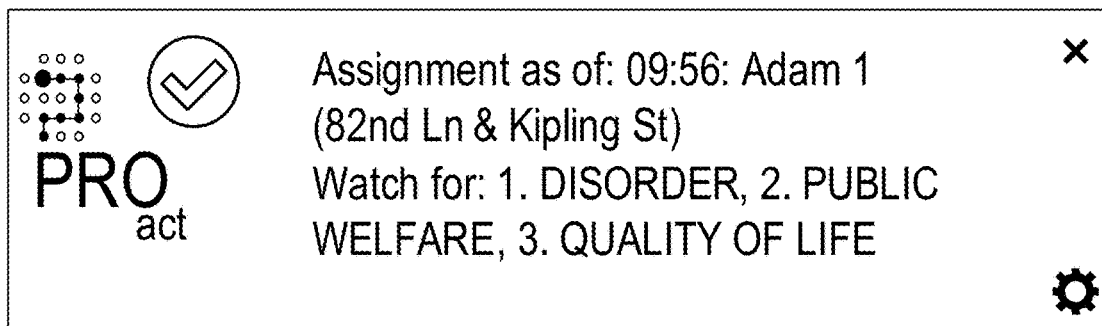 PRO
act
Assignment as of: 09:56: Adam 1
(82nd Ln & Kipling St)
Watch for: 1. DISORDER, 2. PUBLIC
WELFARE, 3. QUALITY OF LIFE